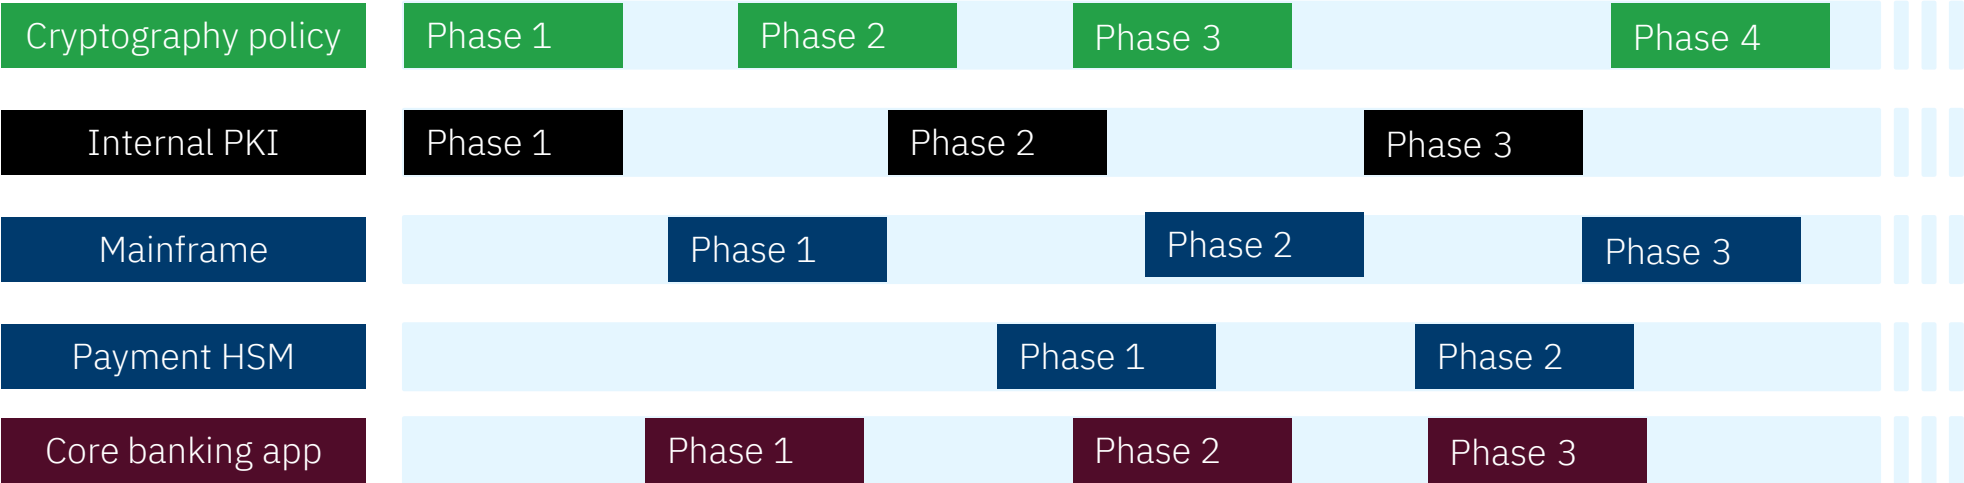 Cryptography policy Phase 1 Phase 2 Phase 3 Phase 4
Internal PKI Phase 1 Phase 2 Phase 3
Mainframe Phase 1 Phase 2 Phase 3
Payment HSM Phase 1 Phase 2
Core banking app Phase 1 Phase 2 Phase 3